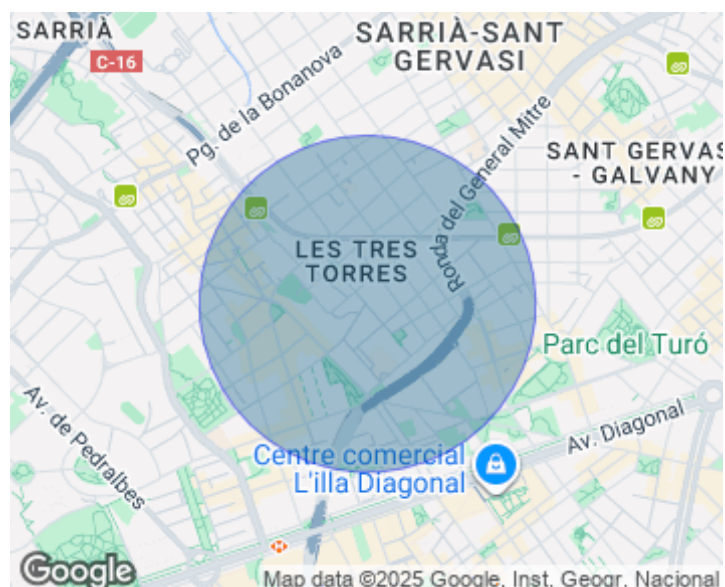 SARRIÀ
C-16
SARRIÀ-SANT
GERVASI
Pg. de la Bonanova
Ronda del General Mitre
SANT GERVAS
- GALVANY
LES TRES
TORRES
Parc del Turó
Av. de Pedralbes
Centre comercial
L'illa Diagonal
Av. Diagonal
Google
Map data ©2025 Google, Inst. Geogr. Nacional